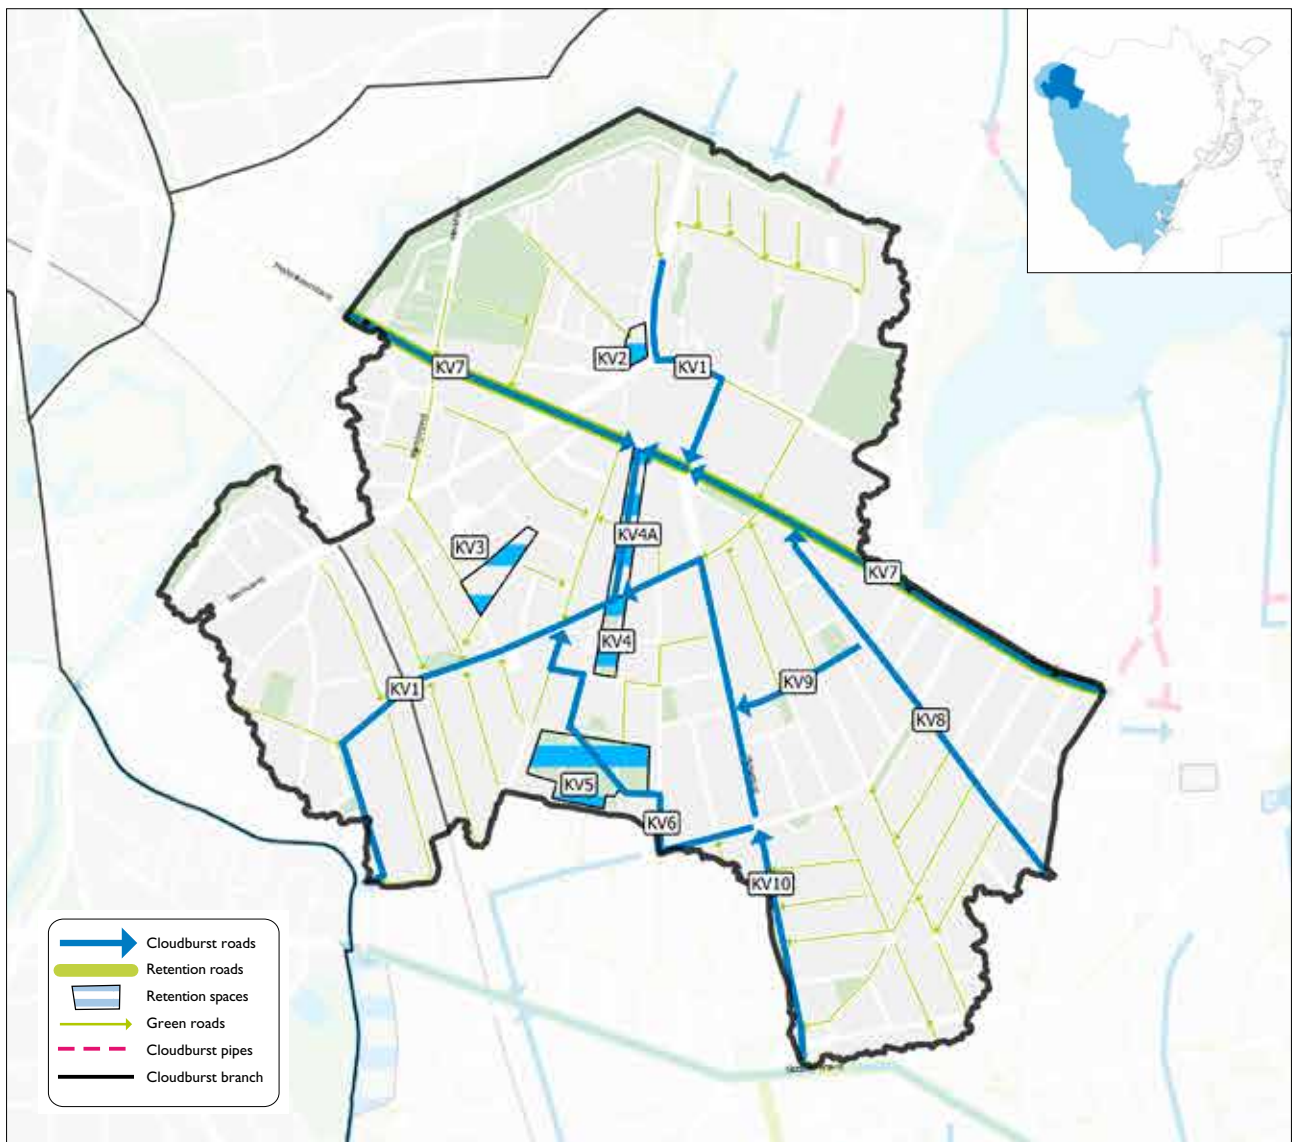 KV2
KV1
KV7
KV3
KV4A
KV7
KV4
KV1
KV9
KV8
KV5
KV6
KV10
Cloudburst roads
Retention roads
Retention spaces
Green roads
Cloudburst pipes
Cloudburst branch